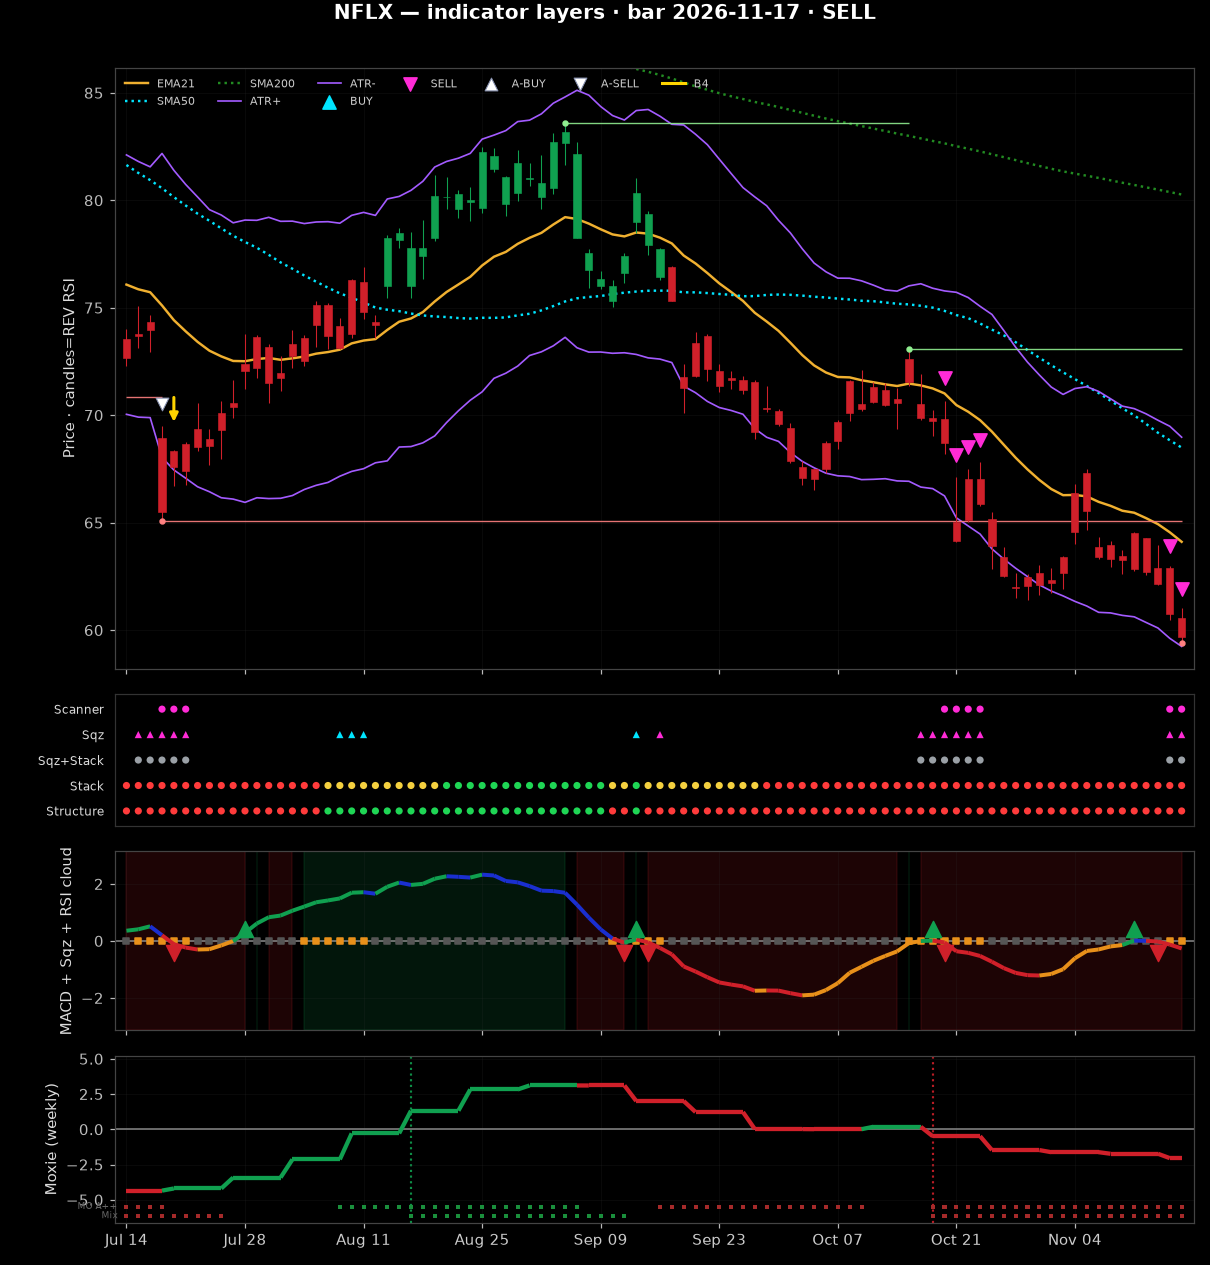 NFLX — indicator layers · bar 2026-11-17 · SELL
EMA21 SMA200 ATR- SELL A-BUY A-SELL B4
SMA50 ATR+ BUY
Price · candles=REV RSI
85
80
75
70
65
60
Scanner
Sqz
Sqz+Stack
Stack
Structure
MACD + Sqz + RSI cloud
2
0
−2
Moxie (weekly)
5.0
2.5
0.0
−2.5
−5.0
MO A++
Mix
Jul 14 Jul 28 Aug 11 Aug 25 Sep 09 Sep 23 Oct 07 Oct 21 Nov 04